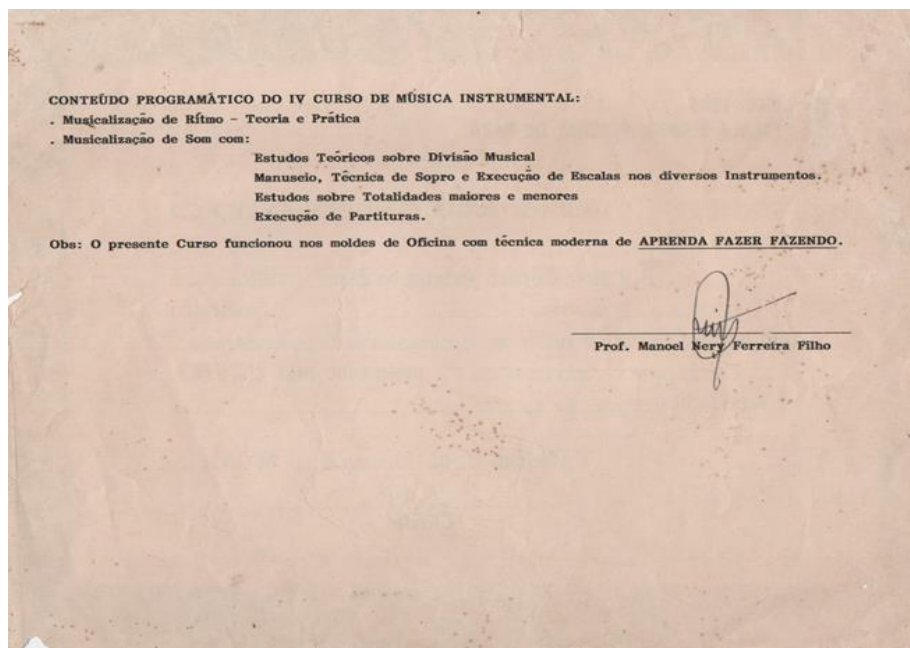 CONTEÚDO PROGRAMÀTICO DO IV CURSO DE MÚSICA INSTRUMENTAL:
. Musicalização de Rítmo - Teoria e Prática
. Musicalização de Som com:
Estudos Teóricos sobre Divisão Musical
Manuseio, Técnica de Sopro e Execução de Escalas nos diversos Instrumentos.
Estudos sobre Totalidades maiores e menores
Execução de Partituras.
Obs: O presente Curso funcionou nos moldes de Oficina com técnica moderna de APRENDA FAZER FAZENDO.
Prof. Manoel Nery Ferreira Filho